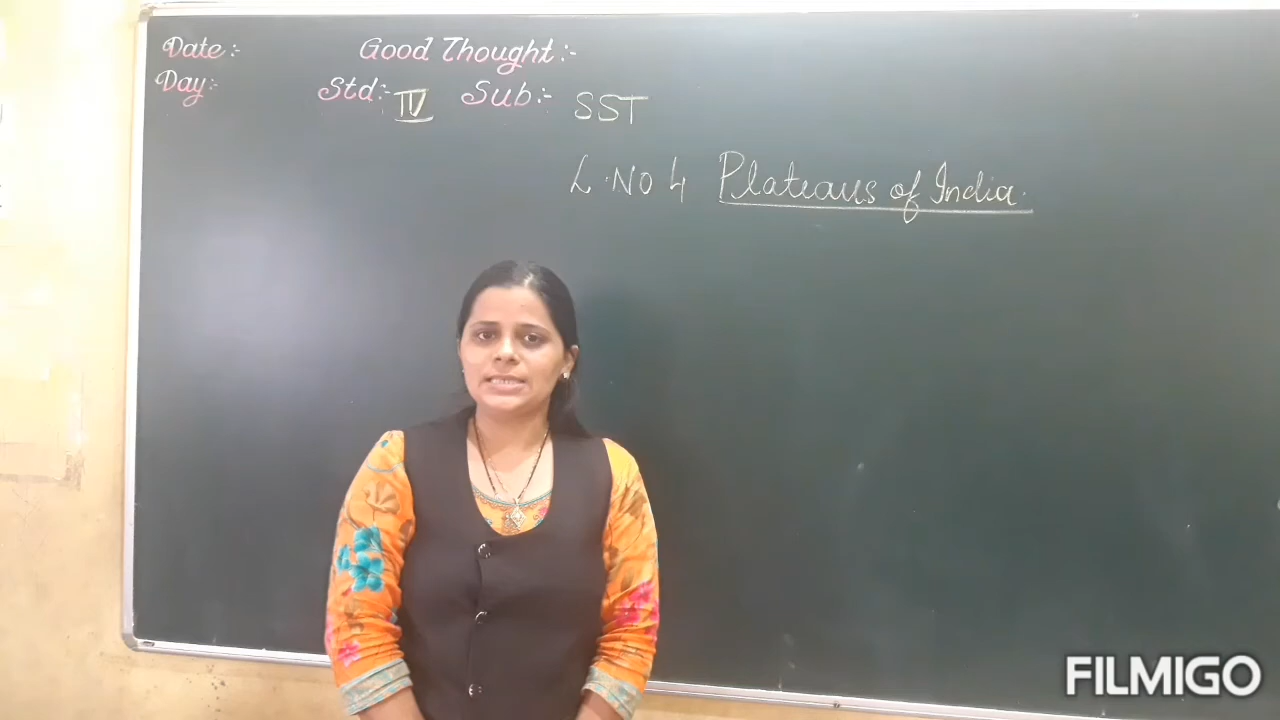 Date :- Good Thought :-
Day:- Std:- IV Sub:- SST
L.No 4 Plateaus of India.
FILMIGO